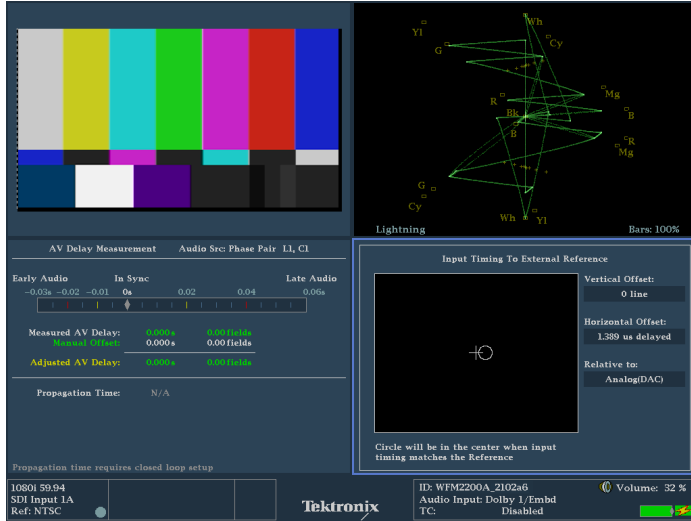 Wh
Yl
Cy
G
Mg
R
B
Bk
B
R
Mg
G
Cy
Wh
Yl
Lightning
Bars: 100%
AV Delay Measurement Audio Src: Phase Pair L1, C1
Early Audio In Sync Late Audio
-0.03s -0.02 -0.01 0s 0.02 0.04 0.06s
Measured AV Delay: 0.000s 0.00 fields
Manual Offset: 0.000s 0.00 fields
Adjusted AV Delay: 0.000s 0.00 fields
Propagation Time: N/A
Propagation time requires closed loop setup
Input Timing To External Reference
Vertical Offset:
0 line
Horizontal Offset:
1.389 us delayed
Relative to:
Analog(DAC)
Circle will be in the center when input
timing matches the Reference
1080i 59.94
SDI Input 1A
Ref: NTSC
Tektronix
ID: WFM2200A_2102a6
Audio Input: Dolby 1/Embd
TC: Disabled
Volume: 32 %